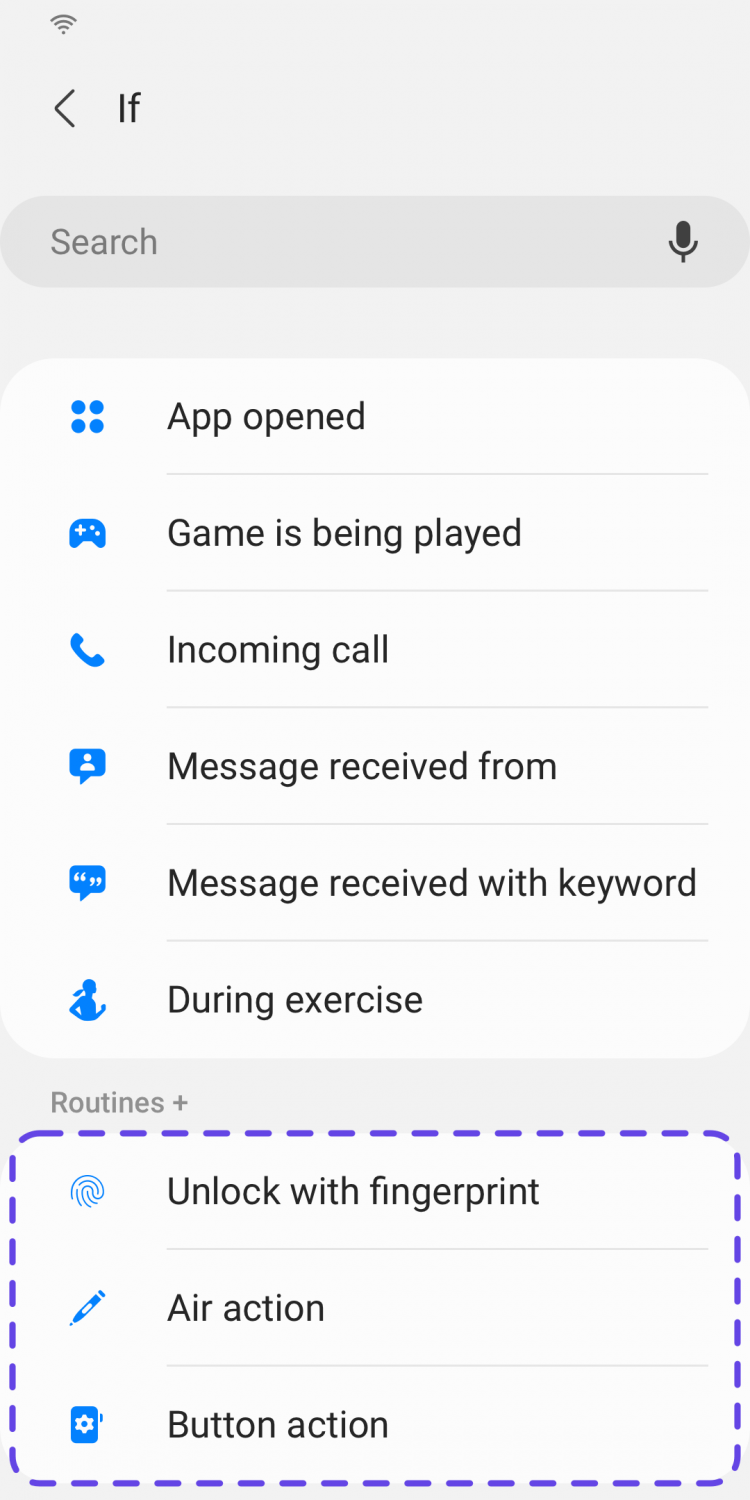 If
Search
App opened
Game is being played
Incoming call
Message received from
Message received with keyword
During exercise
Routines +
Unlock with fingerprint
Air action
Button action